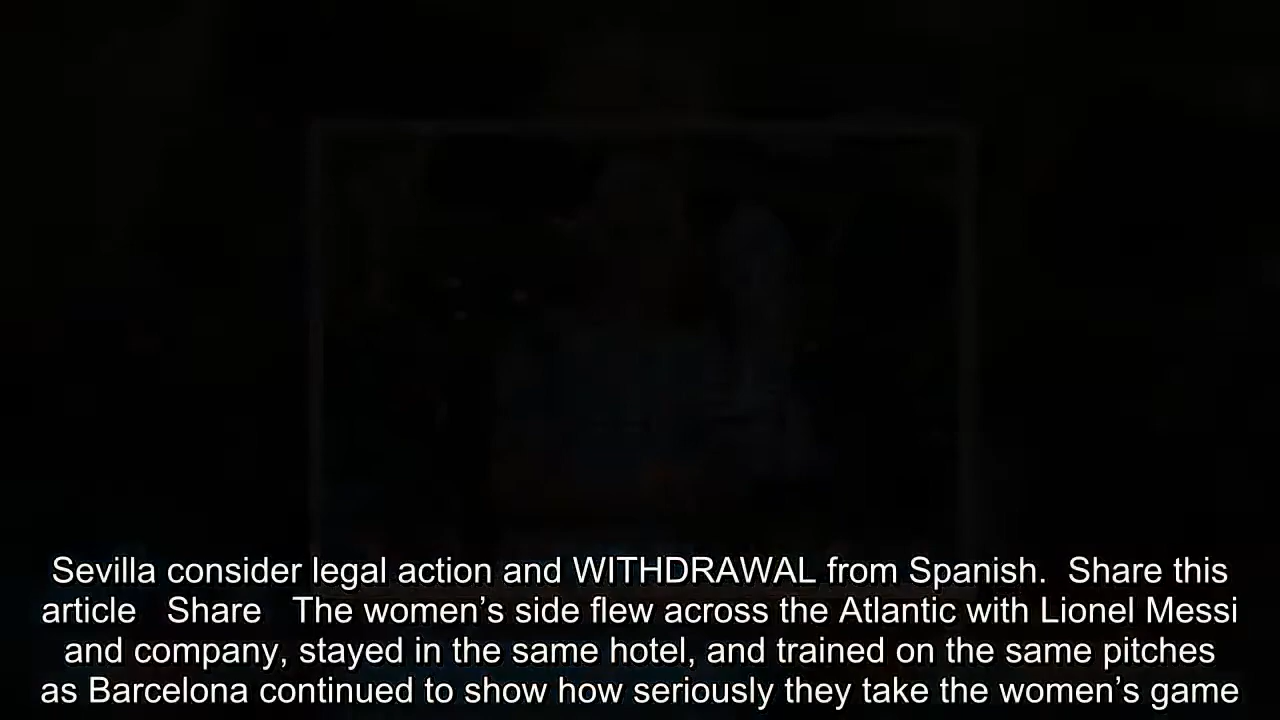 Sevilla consider legal action and WITHDRAWAL from Spanish.  Share this
article   Share   The women’s side flew across the Atlantic with Lionel Messi
and company, stayed in the same hotel, and trained on the same pitches
as Barcelona continued to show how seriously they take the women’s game